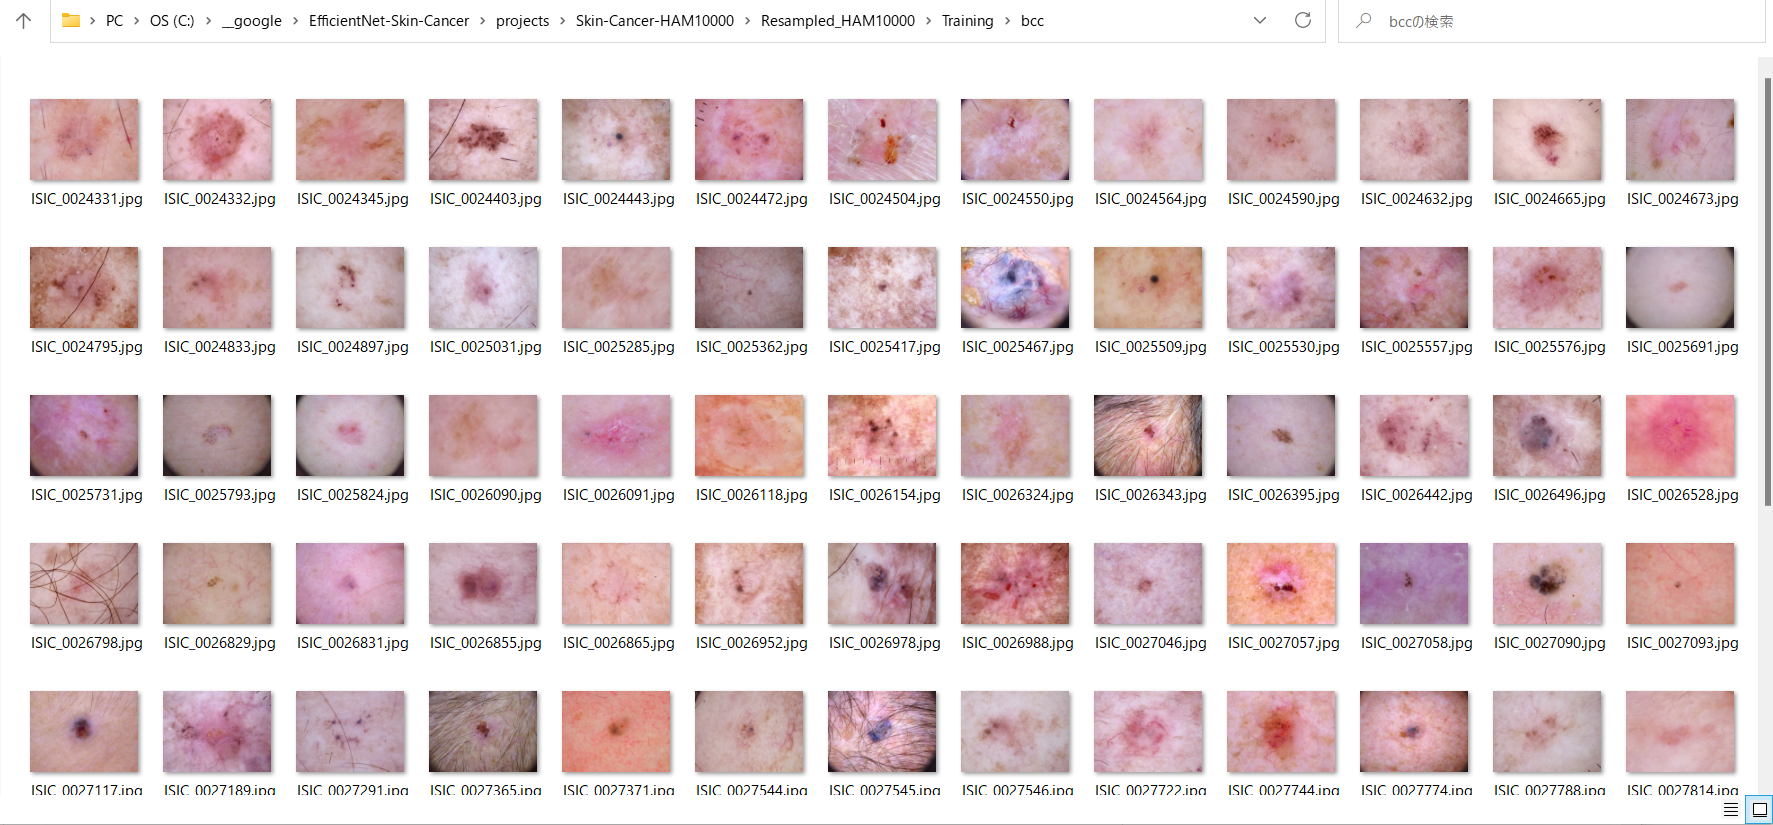 PC > OS (C:) > __google > EfficientNet-Skin-Cancer > projects > Skin-Cancer-HAM10000 > Resampled_HAM10000 > Training > bcc
bccの検索
ISIC_0024331.jpg ISIC_0024332.jpg ISIC_0024345.jpg ISIC_0024403.jpg ISIC_0024443.jpg ISIC_0024472.jpg ISIC_0024504.jpg ISIC_0024550.jpg ISIC_0024564.jpg ISIC_0024590.jpg ISIC_0024632.jpg ISIC_0024665.jpg ISIC_0024673.jpg
ISIC_0024795.jpg ISIC_0024833.jpg ISIC_0024897.jpg ISIC_0025031.jpg ISIC_0025285.jpg ISIC_0025362.jpg ISIC_0025417.jpg ISIC_0025467.jpg ISIC_0025509.jpg ISIC_0025530.jpg ISIC_0025557.jpg ISIC_0025576.jpg ISIC_0025691.jpg
ISIC_0025731.jpg ISIC_0025793.jpg ISIC_0025824.jpg ISIC_0026090.jpg ISIC_0026091.jpg ISIC_0026118.jpg ISIC_0026154.jpg ISIC_0026324.jpg ISIC_0026343.jpg ISIC_0026395.jpg ISIC_0026442.jpg ISIC_0026496.jpg ISIC_0026528.jpg
ISIC_0026798.jpg ISIC_0026829.jpg ISIC_0026831.jpg ISIC_0026855.jpg ISIC_0026865.jpg ISIC_0026952.jpg ISIC_0026978.jpg ISIC_0026988.jpg ISIC_0027046.jpg ISIC_0027057.jpg ISIC_0027058.jpg ISIC_0027090.jpg ISIC_0027093.jpg
ISIC_0027117.jpg ISIC_0027189.jpg ISIC_0027291.jpg ISIC_0027365.jpg ISIC_0027371.jpg ISIC_0027544.jpg ISIC_0027545.jpg ISIC_0027546.jpg ISIC_0027722.jpg ISIC_0027744.jpg ISIC_0027774.jpg ISIC_0027788.jpg ISIC_0027814.jpg